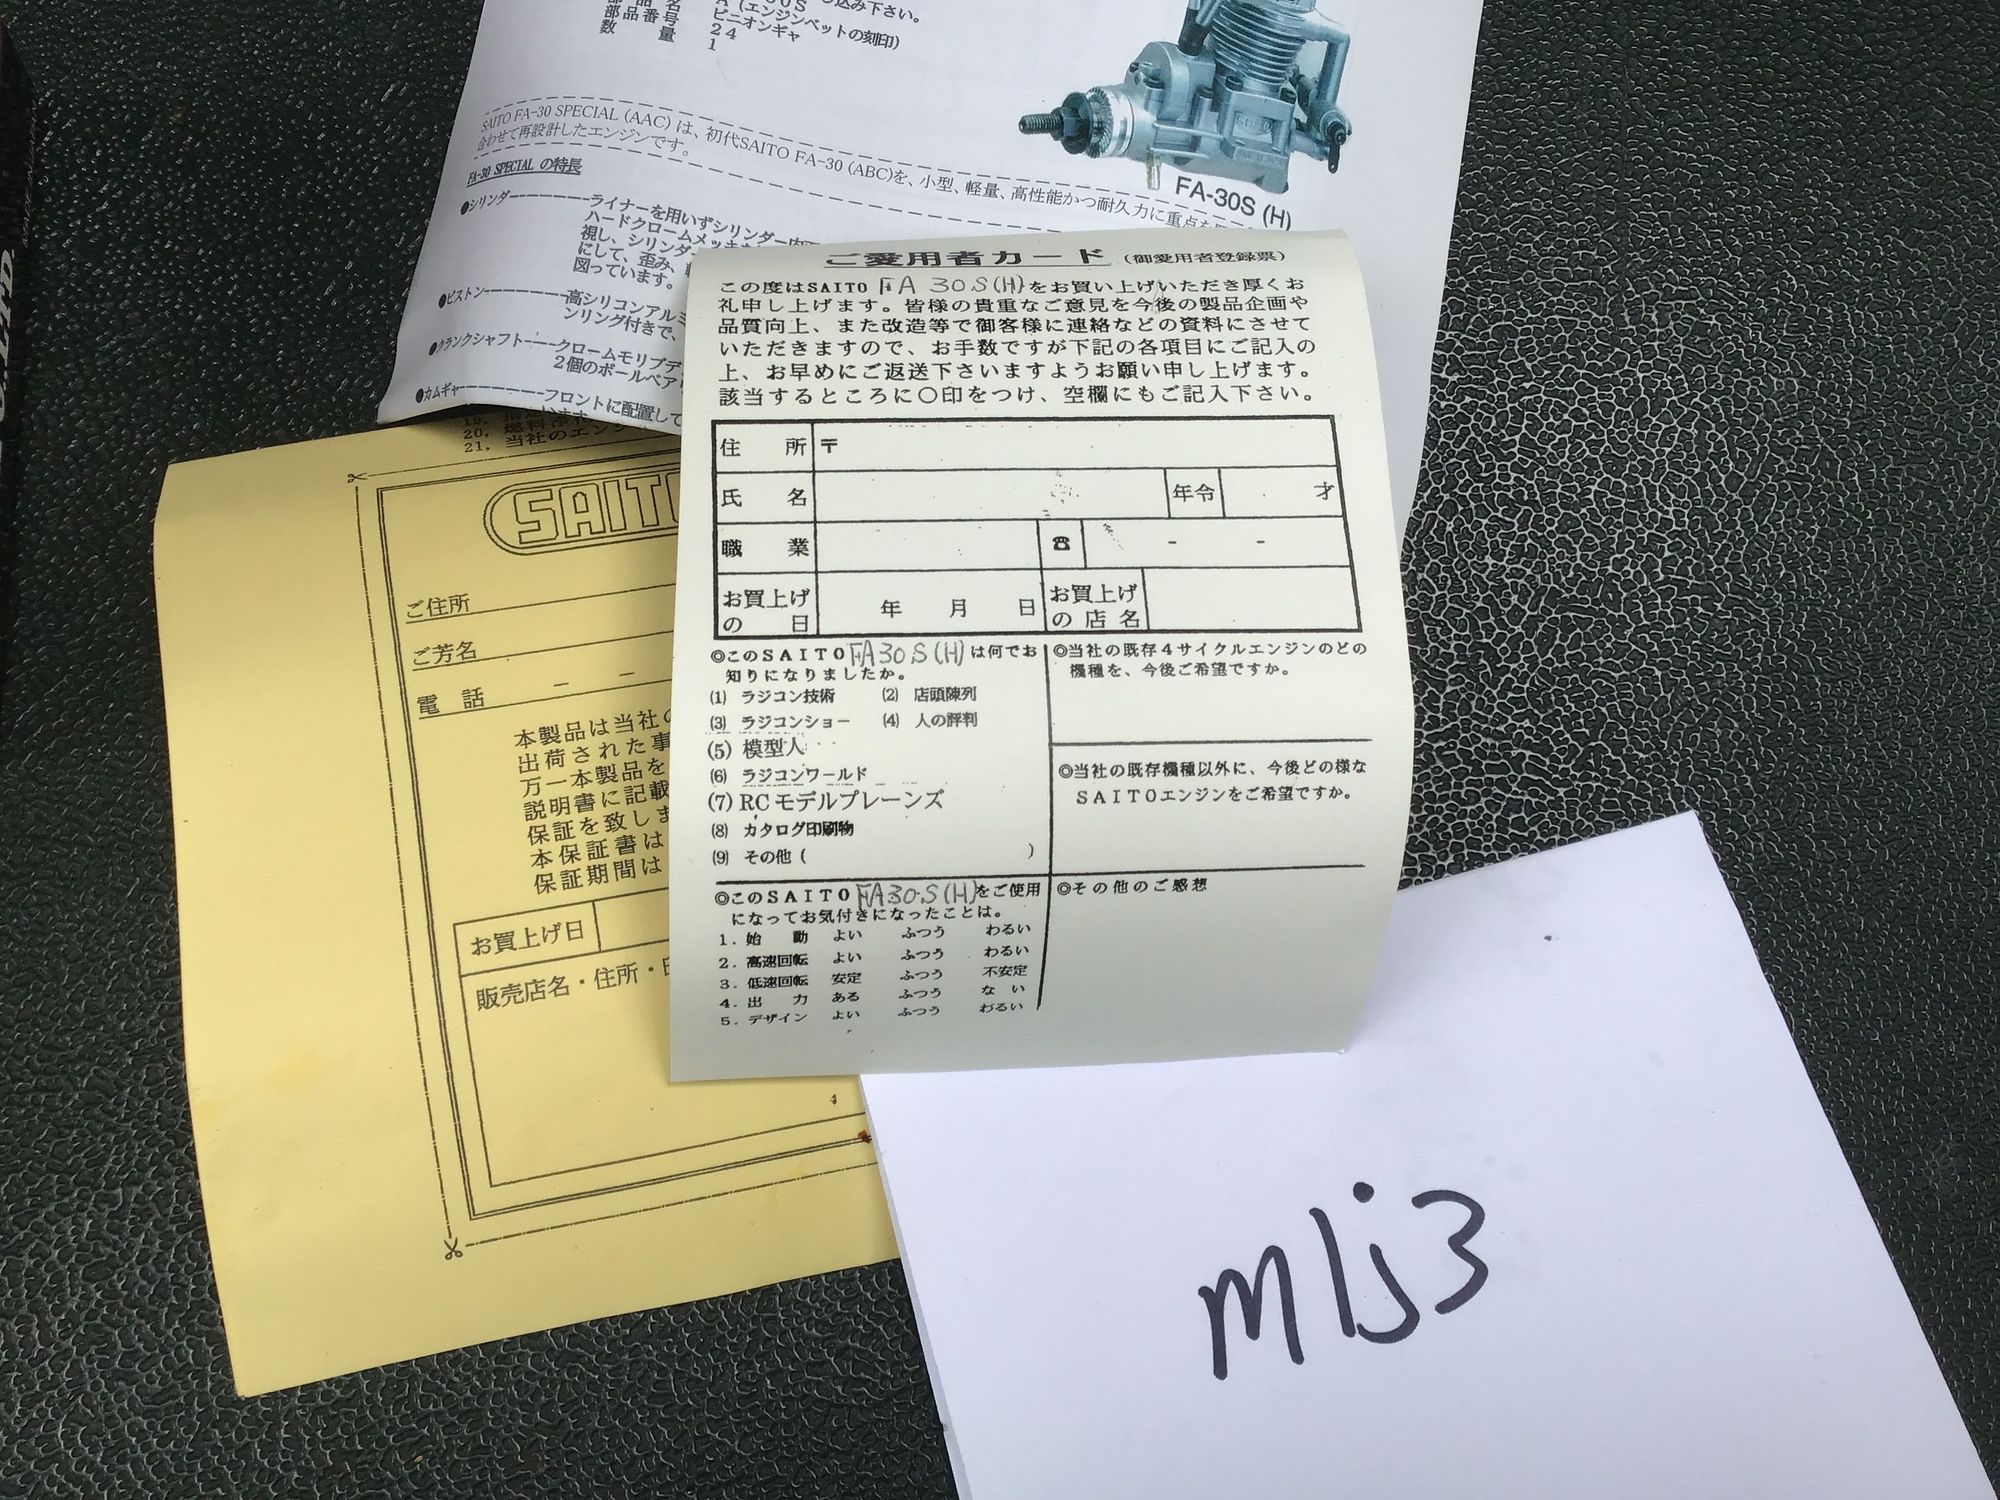 部品番号 ピニオンギャ
数 量 24
1
SAITO FA-30 SPECIAL (AAC) は、初代SAITO FA-30 (ABC)を、小型、軽量、高性能かつ耐久力に重点を
合わせて再設計したエンジンです。
FA-30S (H)
FA-30 SPECIAL の特長
●シリンダー――ライナーを用いずシリンダー内
ハードクロームメッキ
視し、シリンダー
にして、歪み、
図っています。
●ピストン――高シリコンアルミ
ンリング付きで、
●クランクシャフト――クロームモリブデ
2個のボールベア
●カムギャ――フロントに配置して
20. 燃料
21. 当社のエンジ
ご愛用者カード (御愛用者登録票)
この度はSAITO FA 30S(H)をお買い上げいただき厚くお
礼申し上げます。皆様の貴重なご意見を今後の製品企画や
品質向上、また改造等で御客様に連絡などの資料にさせて
いただきますので、お手数ですが下記の各項目にご記入の
上、お早めにご返送下さいますようお願い申し上げます。
該当するところに〇印をつけ、空欄にもご記入下さい。
住 所 〒
氏 名 年令 才
職 業 ☎ - -
お買上げの日 年 月 日 お買上げの店名
◎このSAITO FA30S(H)は何でお
知りになりましたか。
(1) ラジコン技術 (2) 店頭陳列
(3) ラジコンショー (4) 人の評判
(5) 模型人
(6) ラジコンワールド
(7) RCモデルプレーンズ
(8) カタログ印刷物
(9) その他 ( )
◎当社の既存4サイクルエンジンのどの
機種を、今後ご希望ですか。
◎当社の既存機種以外に、今後どの様な
SAITOエンジンをご希望ですか。
◎このSAITO FA30S(H)をご使用
になってお気付きになったことは。
1. 始 動 よい ふつう わるい
2. 高速回転 よい ふつう わるい
3. 低速回転 安定 ふつう 不安定
4. 出 力 ある ふつう な い
5. デザイン よい ふつう わるい
◎その他のご感想
SAITO
ご住所
ご芳名
電 話 - -
本製品は当社の
出荷された事
万一本製品を
説明書に記載
保証を致しま
本保証書は
保証期間は
お買上げ日
販売店名・住所・
m1j3